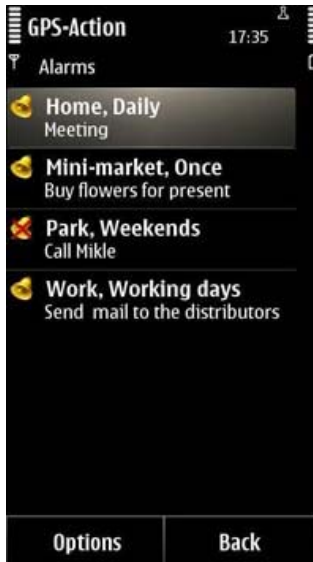 GPS-Action
17:35
Alarms
Home, Daily
Meeting
Mini-market, Once
Buy flowers for present
Park, Weekends
Call Mikle
Work, Working days
Send mail to the distributors
Options Back